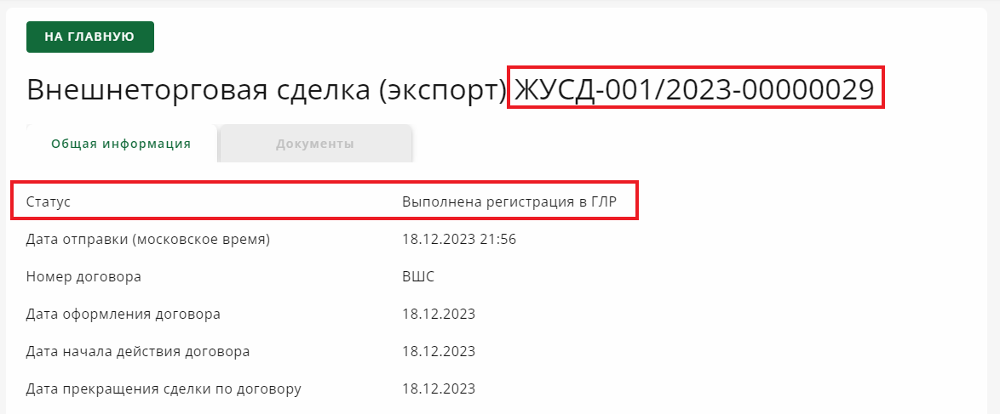 НА ГЛАВНУЮ
Внешнеторговая сделка (экспорт) ЖУСД-001/2023-00000029
Общая информация Документы
Статус Выполнена регистрация в ГЛР
Дата отправки (московское время) 18.12.2023 21:56
Номер договора ВШС
Дата оформления договора 18.12.2023
Дата начала действия договора 18.12.2023
Дата прекращения сделки по договору 18.12.2023